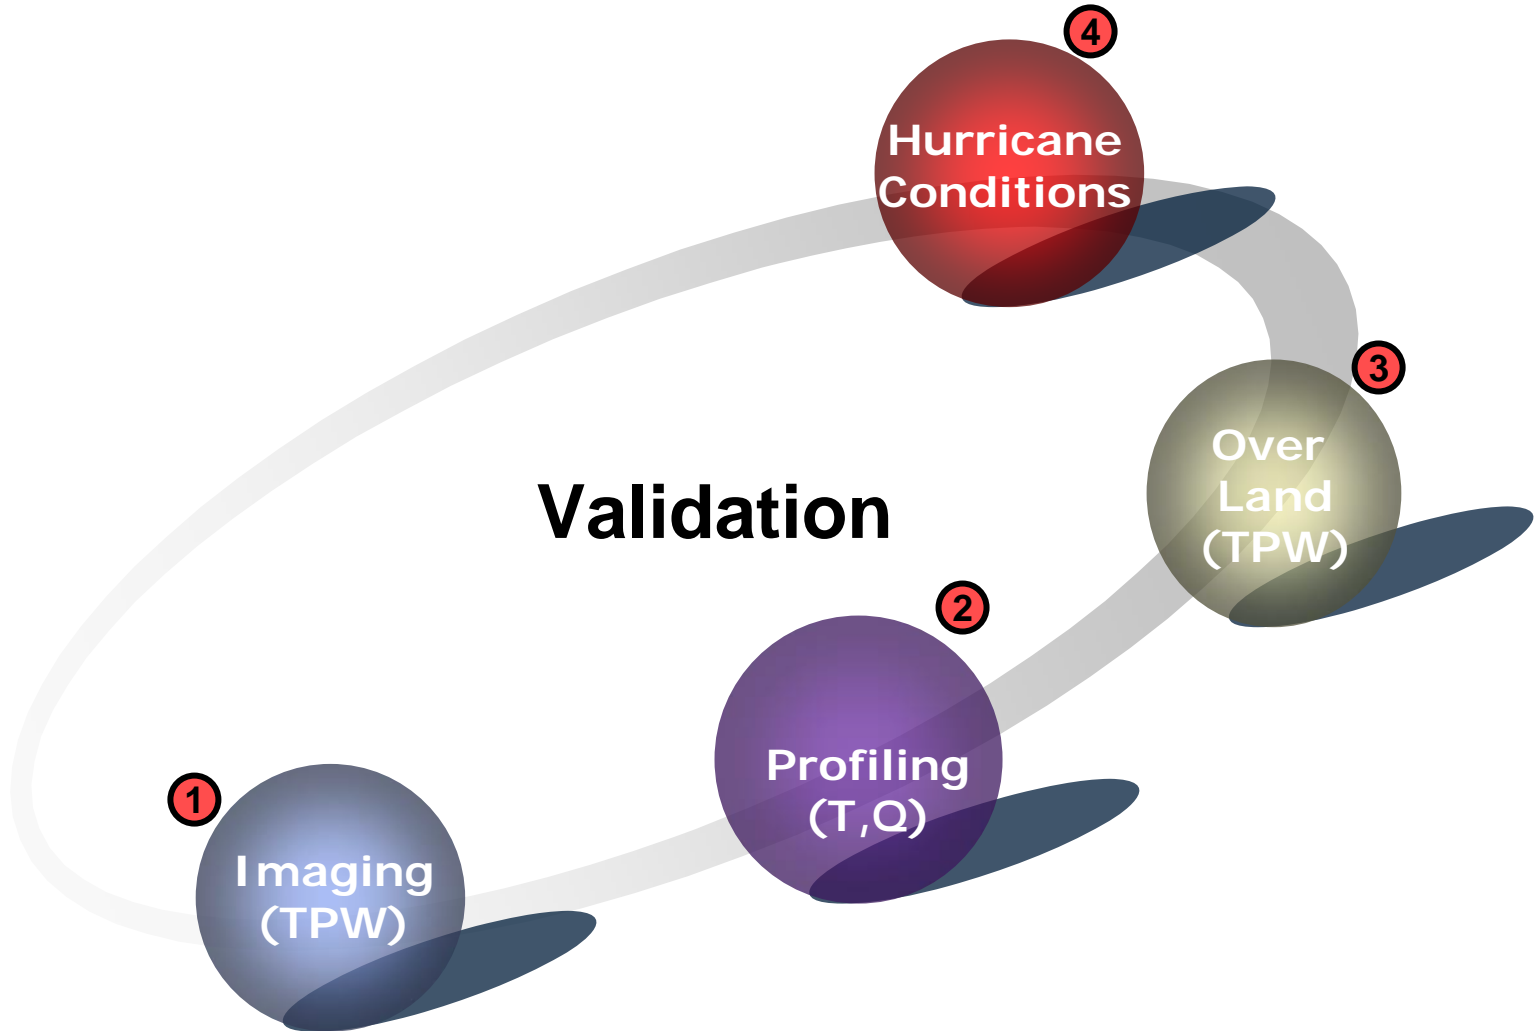 4
Hurricane
Conditions
3
Over
Land
(TPW)
Validation
2
Profiling
(T,Q)
1
Imaging
(TPW)